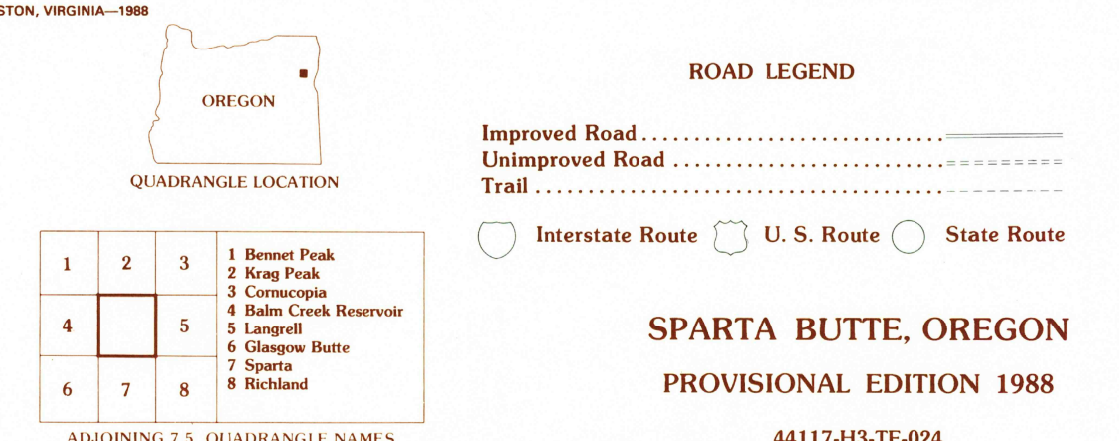 STON, VIRGINIA—1988
OREGON
QUADRANGLE LOCATION
1 2 3
4 5
6 7 8
1 Bennet Peak
2 Krag Peak
3 Cornucopia
4 Balm Creek Reservoir
5 Langrell
6 Glasgow Butte
7 Sparta
8 Richland
ADJOINING 7.5 QUADRANGLE NAMES
ROAD LEGEND
Improved Road
Unimproved Road
Trail
Interstate Route U. S. Route State Route
SPARTA BUTTE, OREGON
PROVISIONAL EDITION 1988
44117-H3-TF-024